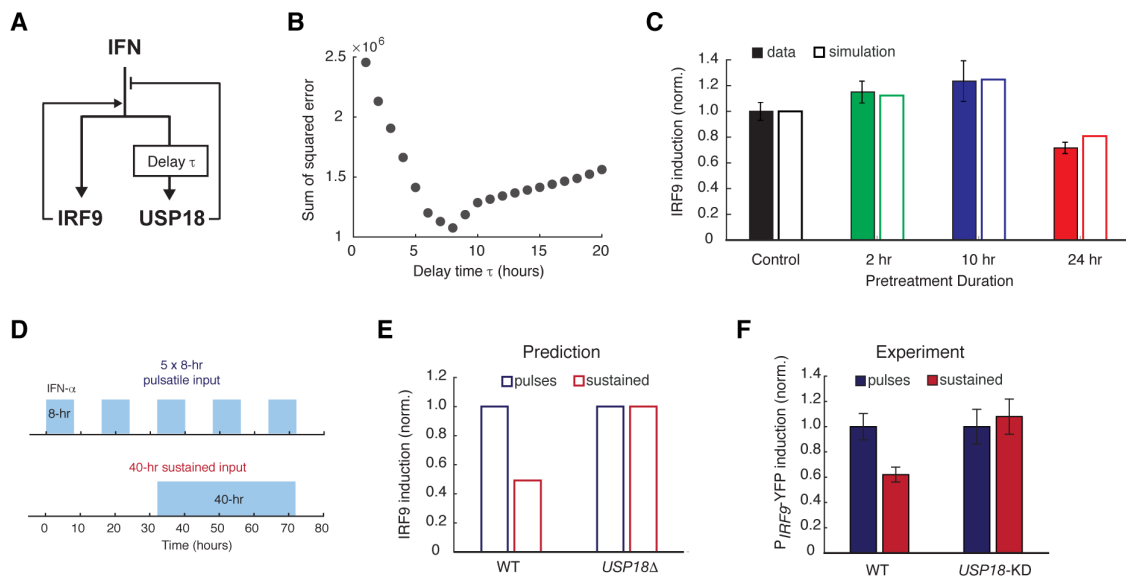 A
IFN
Delay τ
IRF9
USP18
B
×10⁶
2.5
2
1.5
1
Sum of squared error
0
5
10
15
20
Delay time τ (hours)
C
data
simulation
1.4
1.2
1
0.8
0.6
0.4
0.2
0
IRF9 induction (norm.)
Control
2 hr
10 hr
24 hr
Pretreatment Duration
D
5 x 8-hr
pulsatile input
IFN-α
8-hr
40-hr sustained input
40-hr
0
10
20
30
40
50
60
70
80
Time (hours)
E
Prediction
pulses
sustained
1.2
1.0
0.8
0.6
0.4
0.2
0.0
IRF9 induction (norm.)
WT
USP18Δ
F
Experiment
pulses
sustained
1.4
1.2
1.0
0.8
0.6
0.4
0.2
0.0
P_IRF9-YFP induction (norm.)
WT
USP18-KD